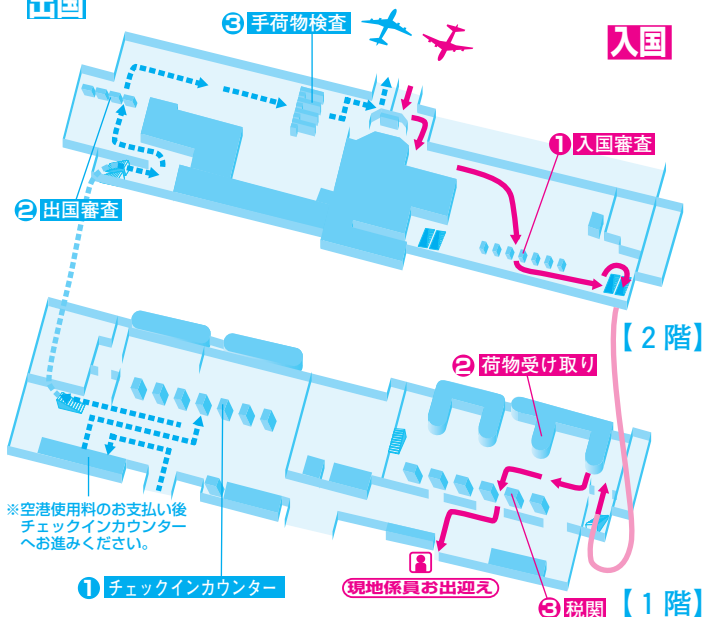 出国
③ 手荷物検査
入国
① 入国審査
② 出国審査
【2階】
② 荷物受け取り
※空港使用料のお支払い後
チェックインカウンター
へお進みください。
① チェックインカウンター
現地係員お出迎え
③ 税関
【1階】